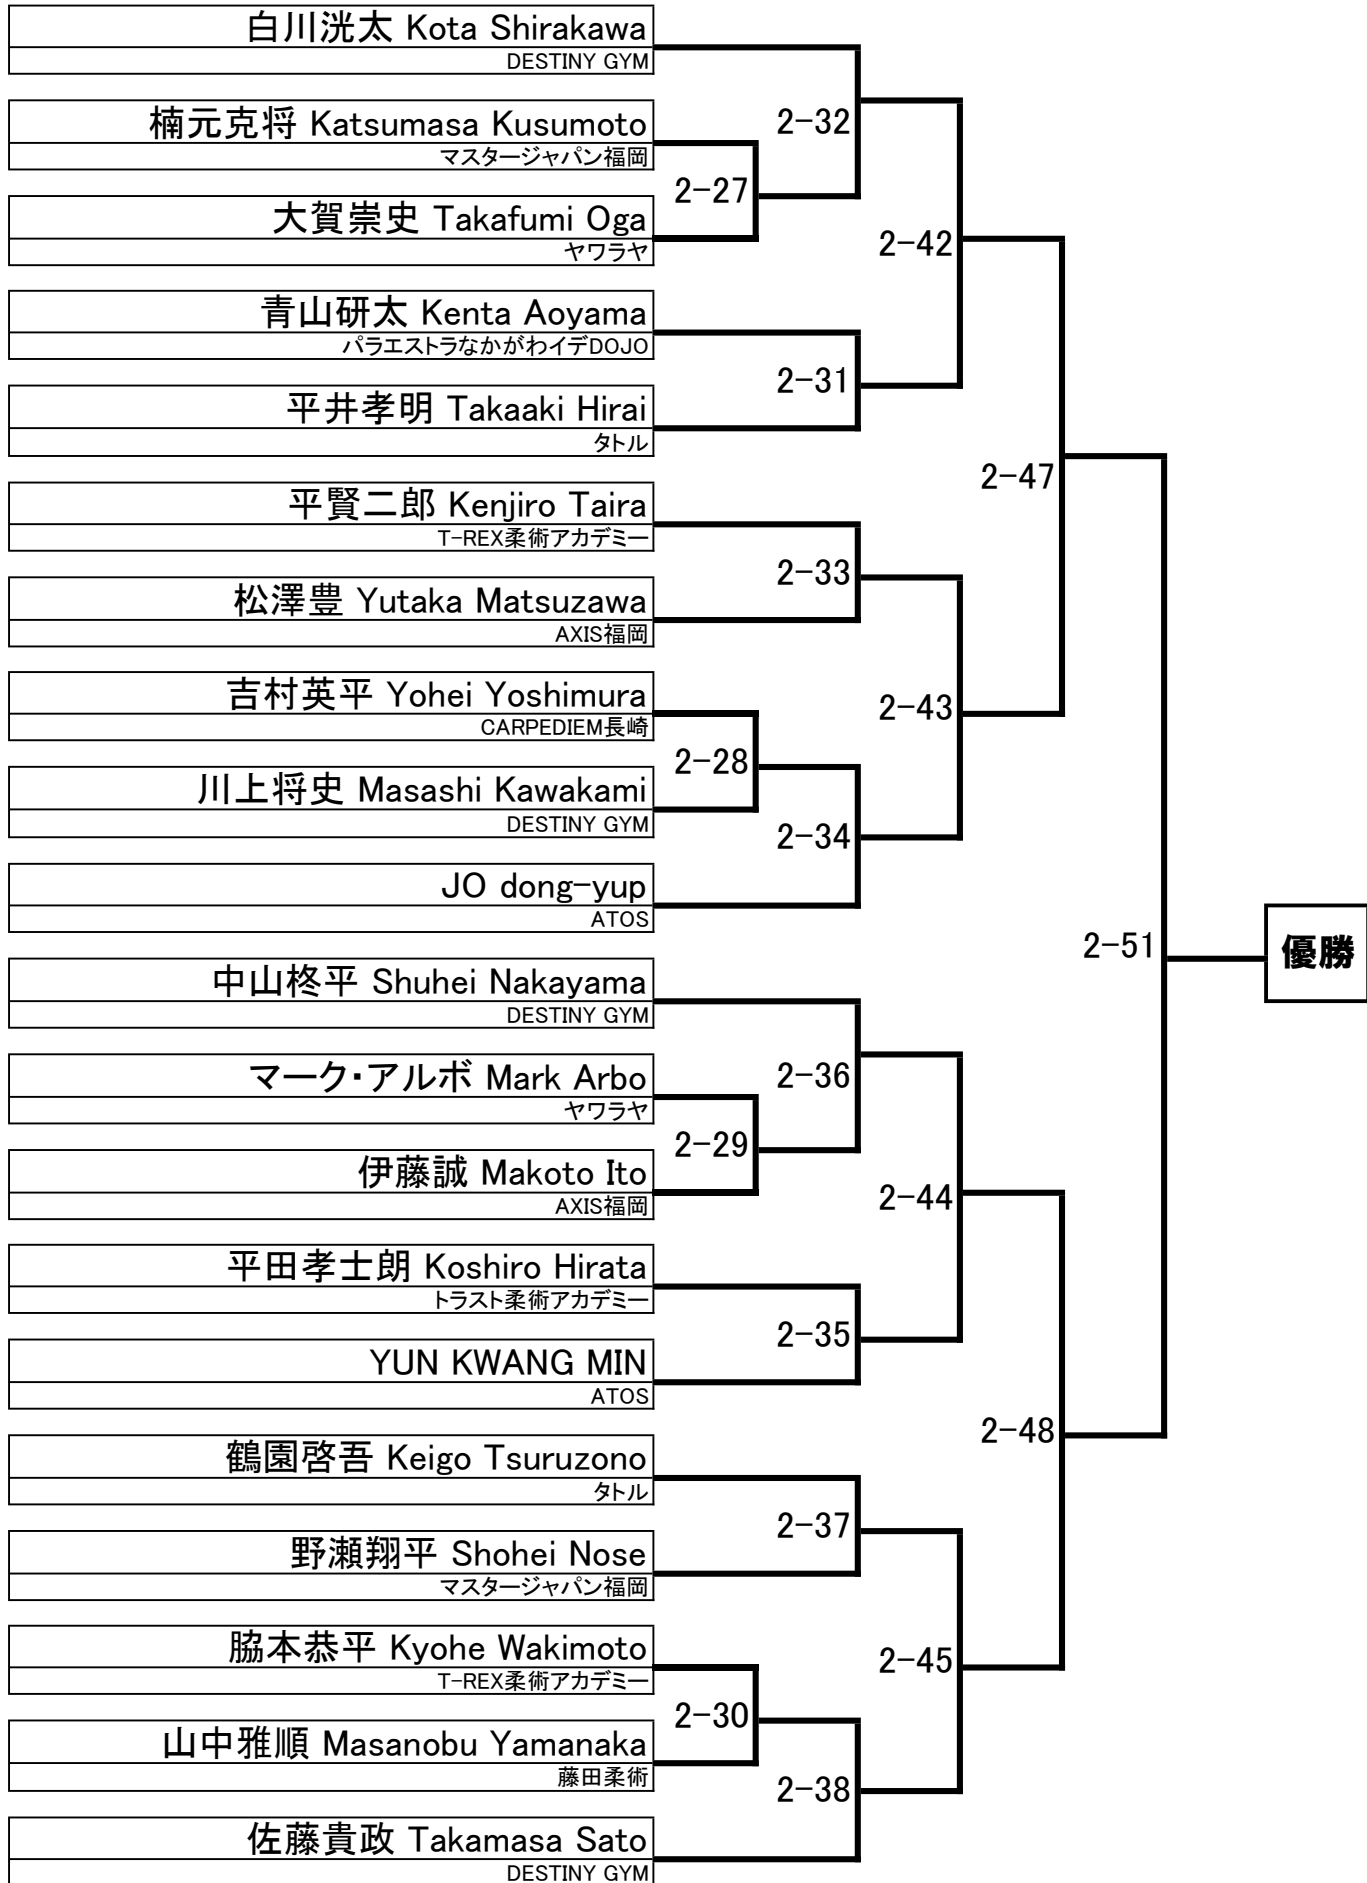 白川洸太 Kota Shirakawa
DESTINY GYM
楠元克将 Katsumasa Kusumoto
マスタージャパン福岡
大賀崇史 Takafumi Oga
ヤワラヤ
青山研太 Kenta Aoyama
パラエストラなかがわイデDOJO
平井孝明 Takaaki Hirai
タトル
平賢二郎 Kenjiro Taira
T-REX柔術アカデミー
松澤豊 Yutaka Matsuzawa
AXIS福岡
吉村英平 Yohei Yoshimura
CARPEDIEM長崎
川上将史 Masashi Kawakami
DESTINY GYM
JO dong-yup
ATOS
中山柊平 Shuhei Nakayama
DESTINY GYM
マーク・アルボ Mark Arbo
ヤワラヤ
伊藤誠 Makoto Ito
AXIS福岡
平田孝士朗 Koshiro Hirata
トラスト柔術アカデミー
YUN KWANG MIN
ATOS
鶴園啓吾 Keigo Tsuruzono
タトル
野瀬翔平 Shohei Nose
マスタージャパン福岡
脇本恭平 Kyohe Wakimoto
T-REX柔術アカデミー
山中雅順 Masanobu Yamanaka
藤田柔術
佐藤貴政 Takamasa Sato
DESTINY GYM
2-27
2-28
2-29
2-30
2-32
2-31
2-33
2-34
2-36
2-35
2-37
2-38
2-42
2-43
2-44
2-45
2-47
2-48
2-51
優勝